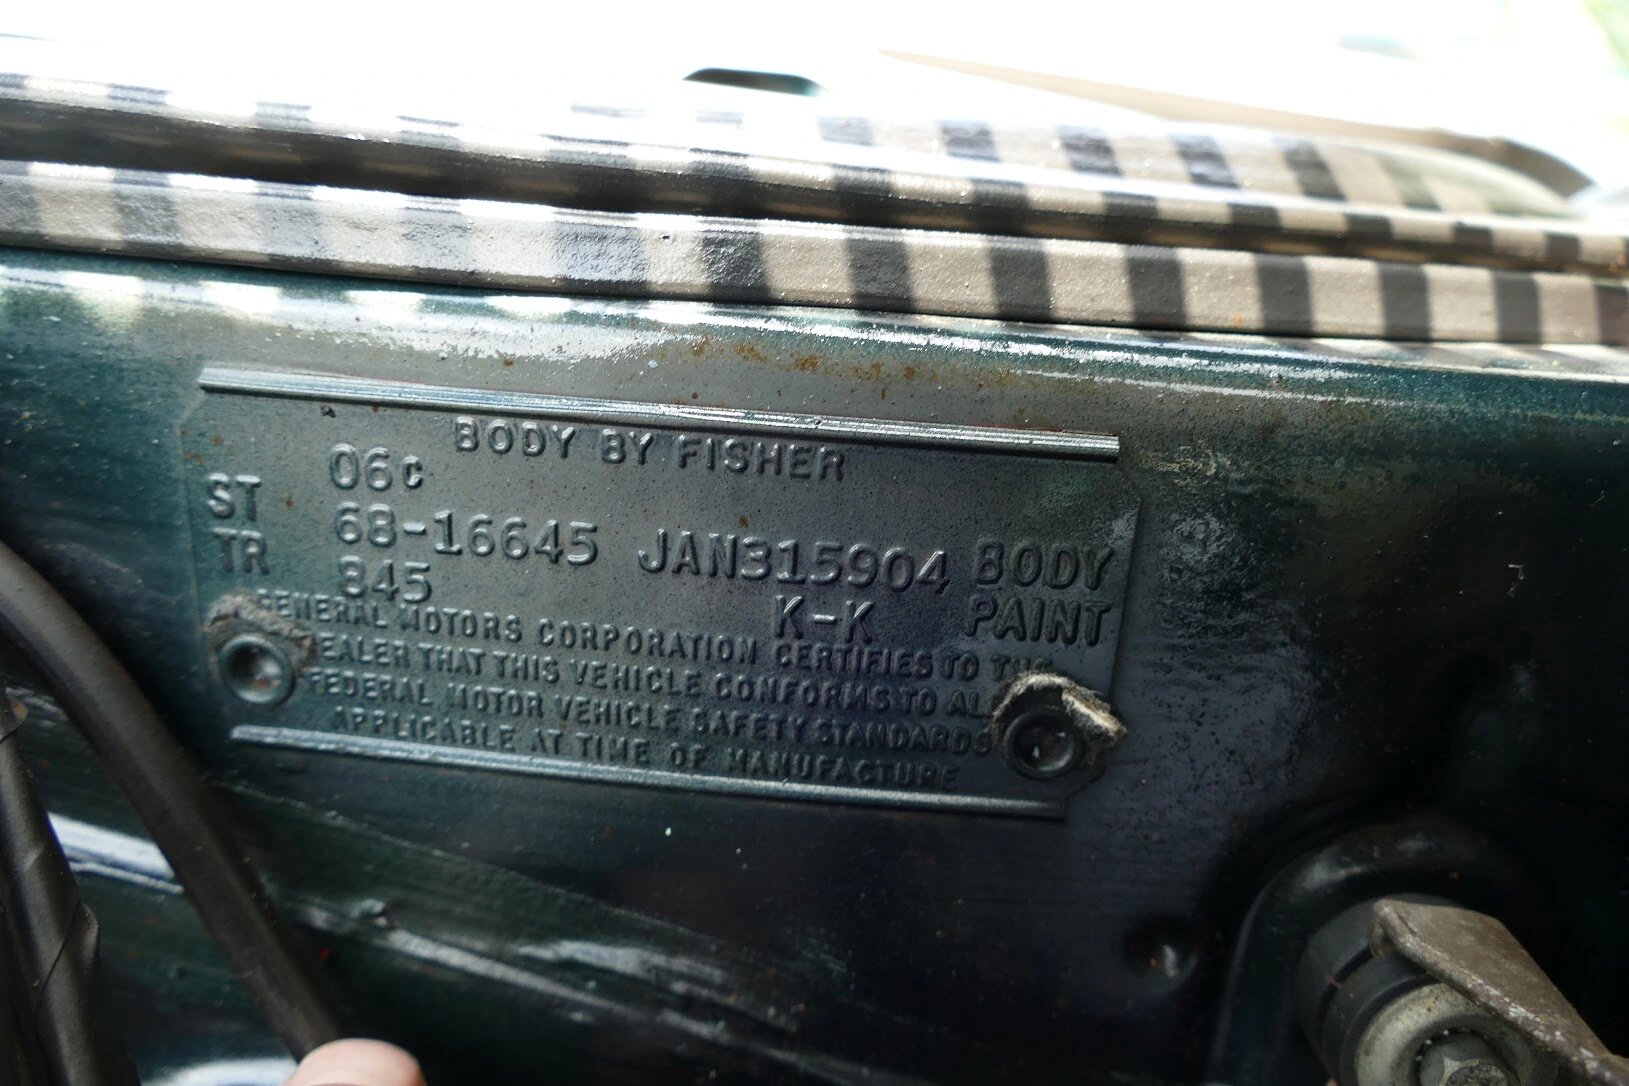 BODY BY FISHER
06C
ST 68-16645 JAN315904 BODY
TR 845 K-K PAINT
GENERAL MOTORS CORPORATION CERTIFIES TO THE
DEALER THAT THIS VEHICLE CONFORMS TO ALL
FEDERAL MOTOR VEHICLE SAFETY STANDARDS
APPLICABLE AT TIME OF MANUFACTURE